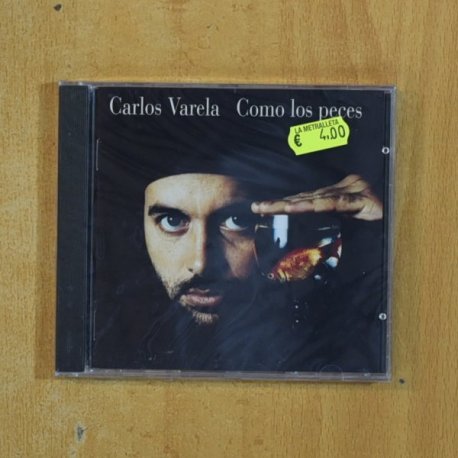 Carlos Varela Como los peces
LA METRALLETA
€ 4,00